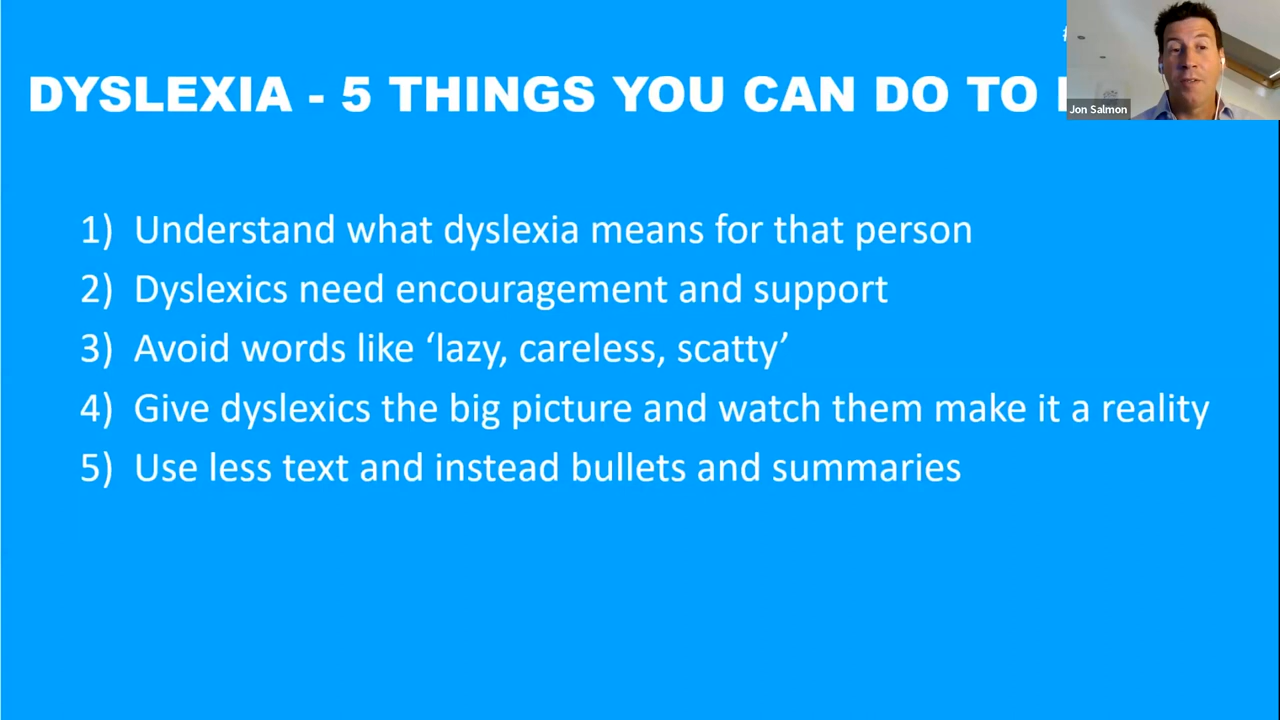 DYSLEXIA - 5 THINGS YOU CAN DO TO
Jon Salmon
1) Understand what dyslexia means for that person
2) Dyslexics need encouragement and support
3) Avoid words like ‘lazy, careless, scatty’
4) Give dyslexics the big picture and watch them make it a reality
5) Use less text and instead bullets and summaries